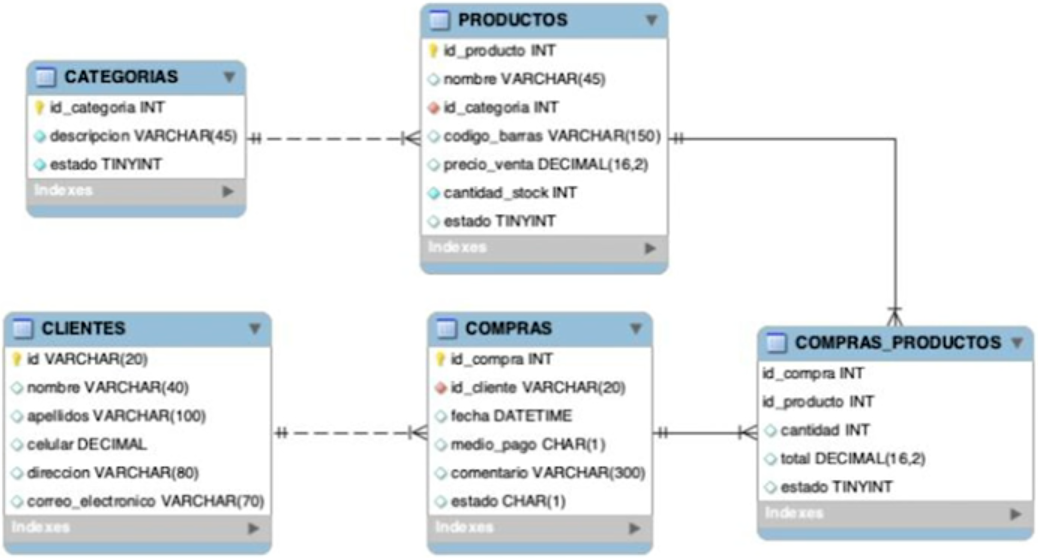 CATEGORIAS
id_categoria INT
descripcion VARCHAR(45)
estado TINYINT
Indexes
PRODUCTOS
id_producto INT
nombre VARCHAR(45)
id_categoria INT
codigo_barras VARCHAR(150)
precio_venta DECIMAL(16,2)
cantidad_stock INT
estado TINYINT
Indexes
CLIENTES
id VARCHAR(20)
nombre VARCHAR(40)
apellidos VARCHAR(100)
celular DECIMAL
direccion VARCHAR(80)
correo_electronico VARCHAR(70)
Indexes
COMPRAS
id_compra INT
id_cliente VARCHAR(20)
fecha DATETIME
medio_pago CHAR(1)
comentario VARCHAR(300)
estado CHAR(1)
Indexes
COMPRAS_PRODUCTOS
id_compra INT
id_producto INT
cantidad INT
total DECIMAL(16,2)
estado TINYINT
Indexes